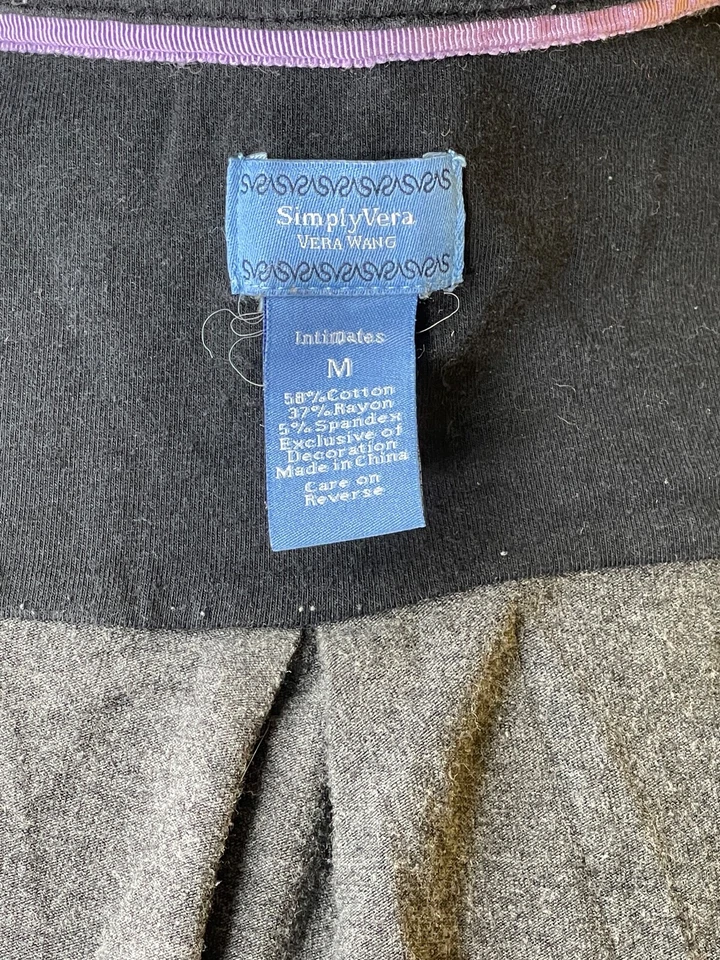 SimplyVera
VERA WANG
Intimates
M
58%Cotton
37%Rayon
5%Spandex
Exclusive of
Decoration
Made in China
Care on
Reverse